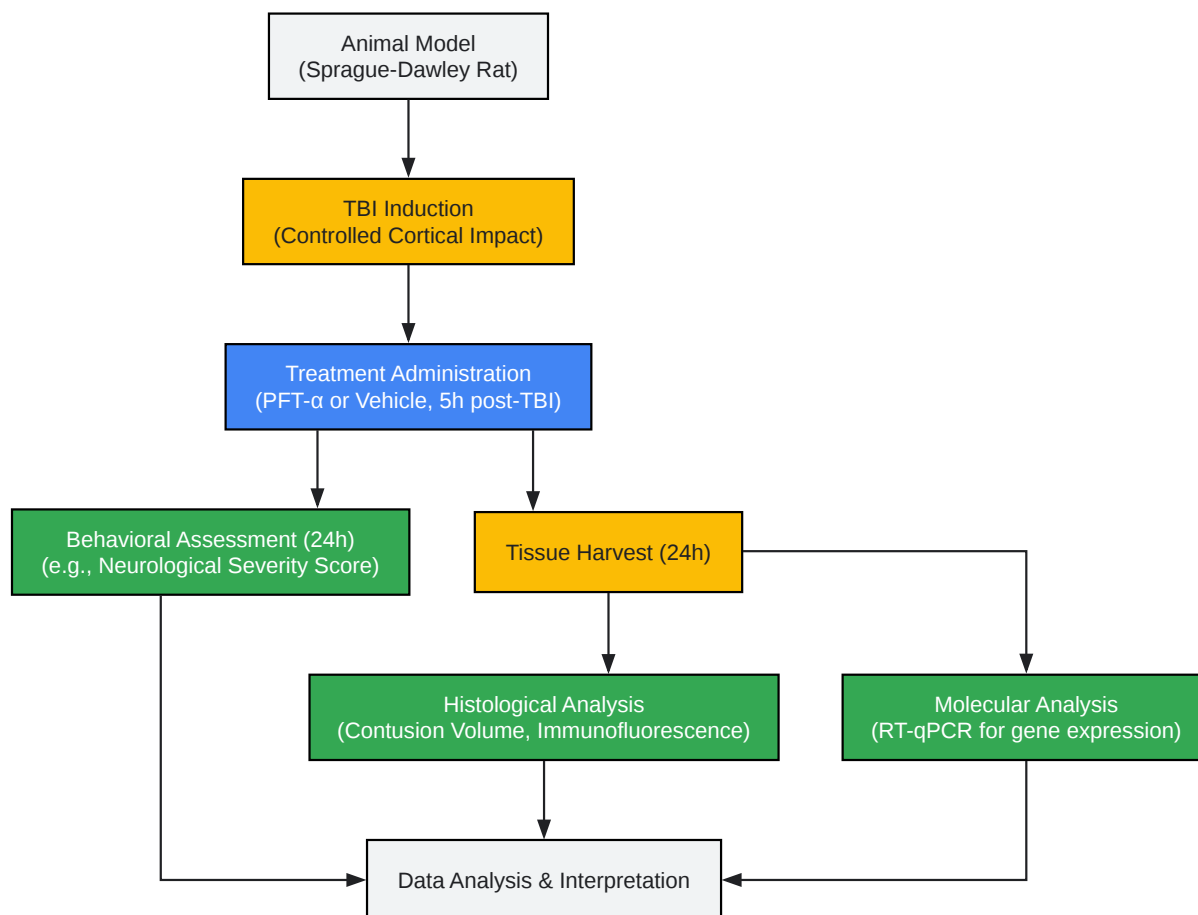 Animal Model
(Sprague-Dawley Rat)
TBI Induction
(Controlled Cortical Impact)
Treatment Administration
(PFT-α or Vehicle, 5h post-TBI)
Behavioral Assessment (24h)
(e.g., Neurological Severity Score)
Tissue Harvest (24h)
Histological Analysis
(Contusion Volume, Immunofluorescence)
Molecular Analysis
(RT-qPCR for gene expression)
Data Analysis & Interpretation